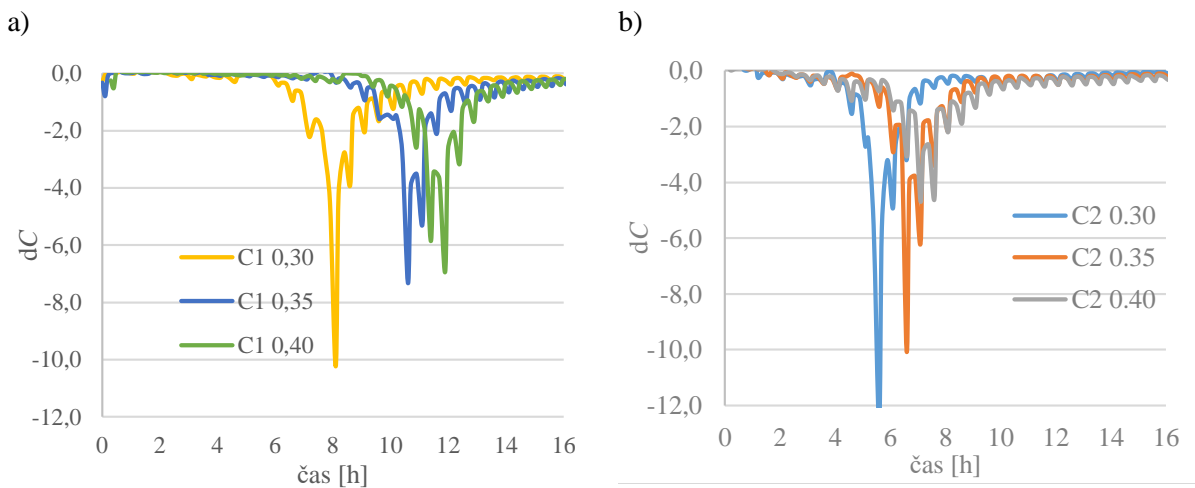 a)
0,0
-2,0
-4,0
-6,0
-8,0
-10,0
-12,0
dC
C1 0,30
C1 0,35
C1 0,40
0 2 4 6 8 10 12 14 16
čas [h]
b)
0,0
-2,0
-4,0
-6,0
-8,0
-10,0
-12,0
dC
C2 0.30
C2 0.35
C2 0.40
0 2 4 6 8 10 12 14 16
čas [h]